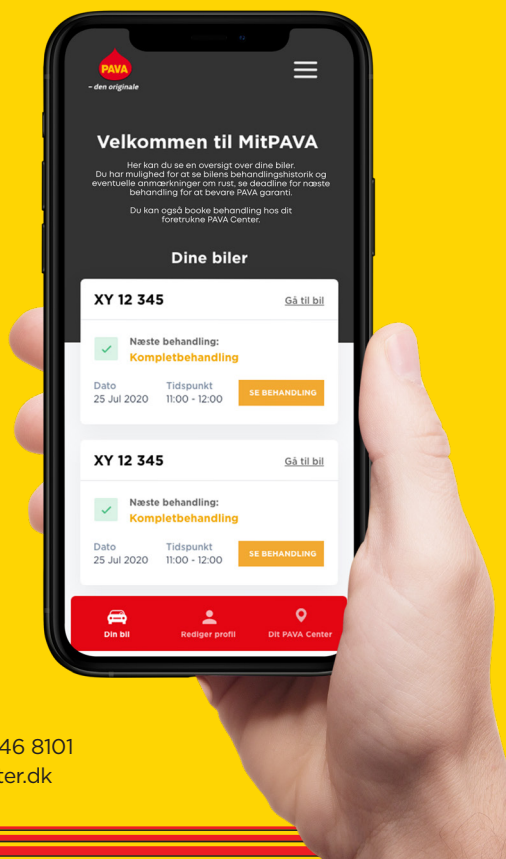 PAVA
- den originale
Velkommen til MitPAVA
Her kan du se en oversigt over dine biler.
Du har mulighed for at se bilens behandlingshistorik og
eventuelle anmærkninger om rust, se deadline for næste
behandling for at bevare PAVA garanti.
Du kan også booke behandling hos dit
foretrukne PAVA Center.
Dine biler
XY 12 345 Gå til bil
Næste behandling:
Kompletbehandling
Dato Tidspunkt
25 Jul 2020 11:00 - 12:00 SE BEHANDLING
XY 12 345 Gå til bil
Næste behandling:
Kompletbehandling
Dato Tidspunkt
25 Jul 2020 11:00 - 12:00 SE BEHANDLING
Din bil Rediger profil Dit PAVA Center
46 8101
ter.dk